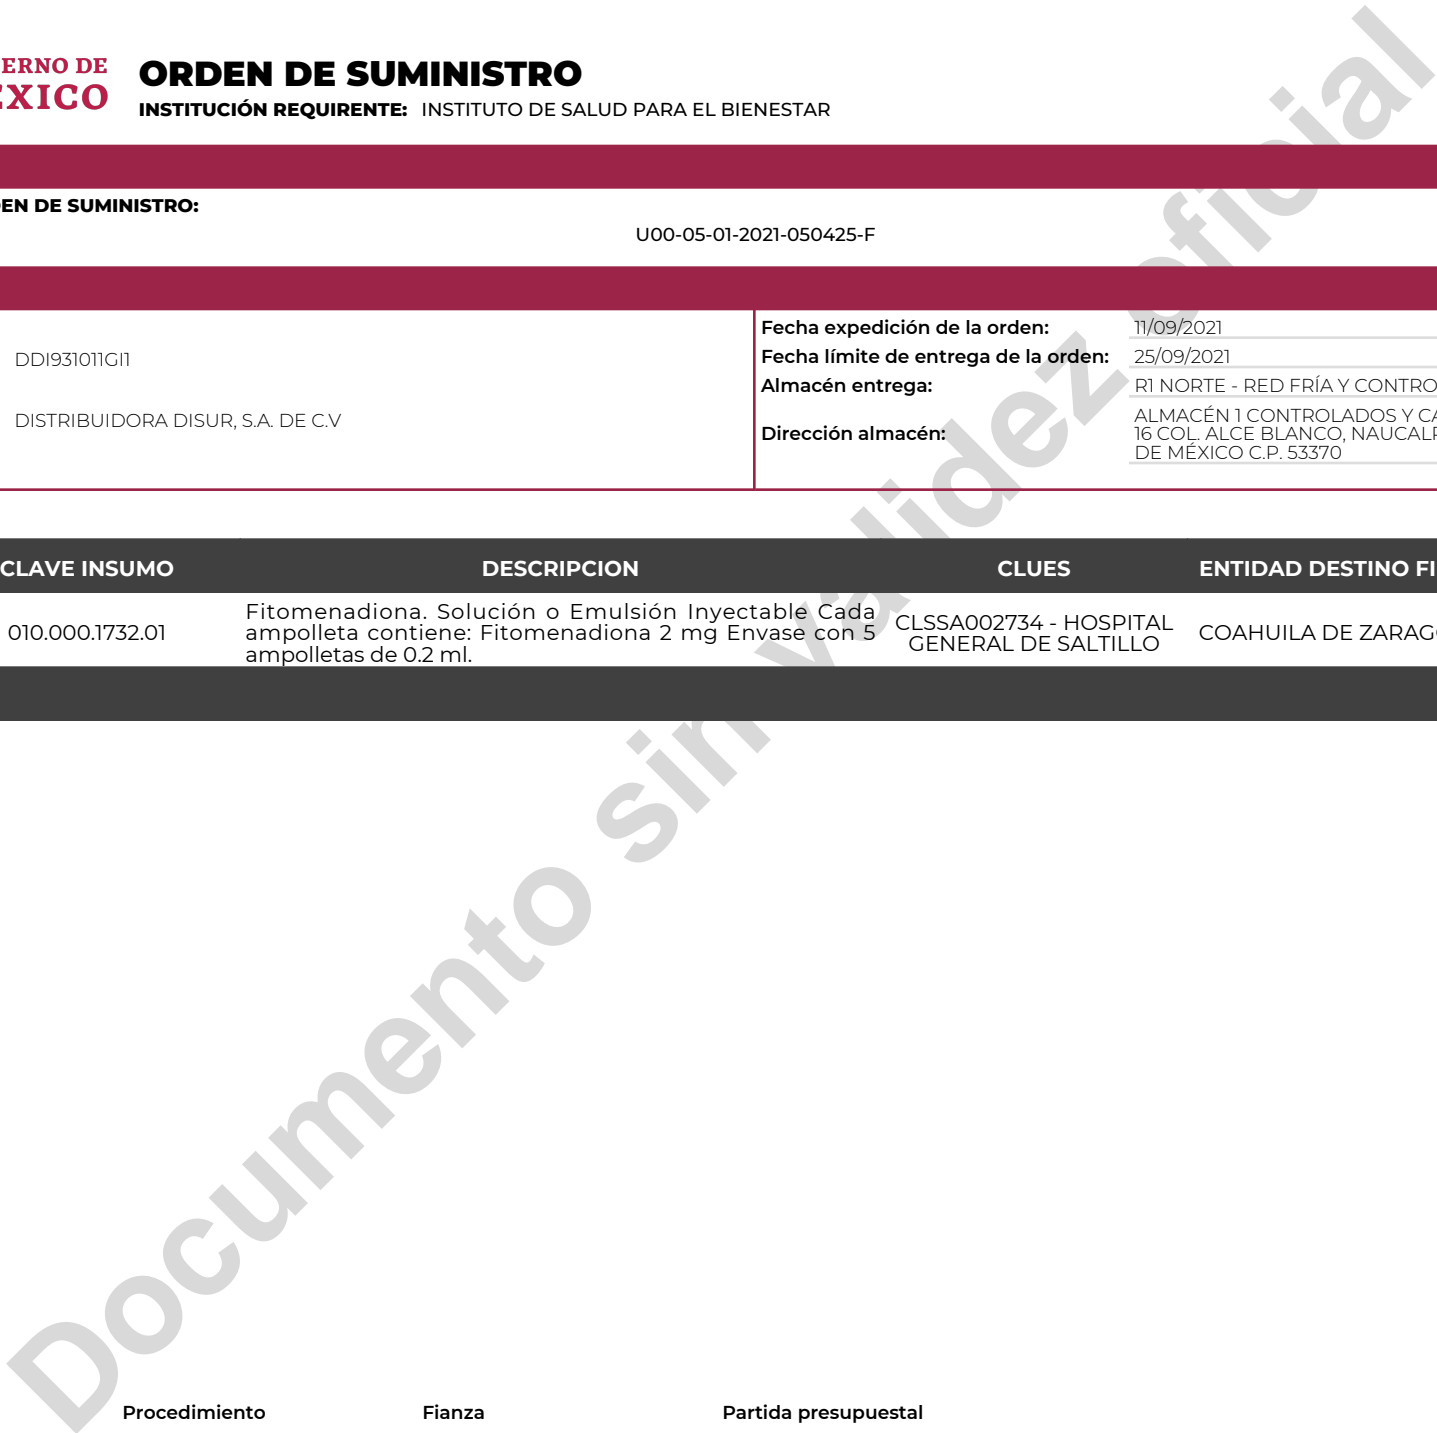 ERNO DE
ÉXICO
ORDEN DE SUMINISTRO
INSTITUCIÓN REQUIRENTE: INSTITUTO DE SALUD PARA EL BIENESTAR
EN DE SUMINISTRO:
U00-05-01-2021-050425-F
DDI931011GI1
DISTRIBUIDORA DISUR, S.A. DE C.V
Fecha expedición de la orden: 11/09/2021
Fecha límite de entrega de la orden: 25/09/2021
Almacén entrega: R1 NORTE - RED FRÍA Y CONTRO
Dirección almacén:
ALMACÉN 1 CONTROLADOS Y CA
16 COL. ALCE BLANCO, NAUCALP
DE MÉXICO C.P. 53370
CLAVE INSUMO DESCRIPCION CLUES ENTIDAD DESTINO FI
010.000.1732.01
Fitomenadiona. Solución o Emulsión Inyectable Cada
ampolleta contiene: Fitomenadiona 2 mg Envase con 5
ampolletas de 0.2 ml.
CLSSA002734 - HOSPITAL
GENERAL DE SALTILLO
COAHUILA DE ZARAG
Documento sin validez oficial
Procedimiento Fianza Partida presupuestal